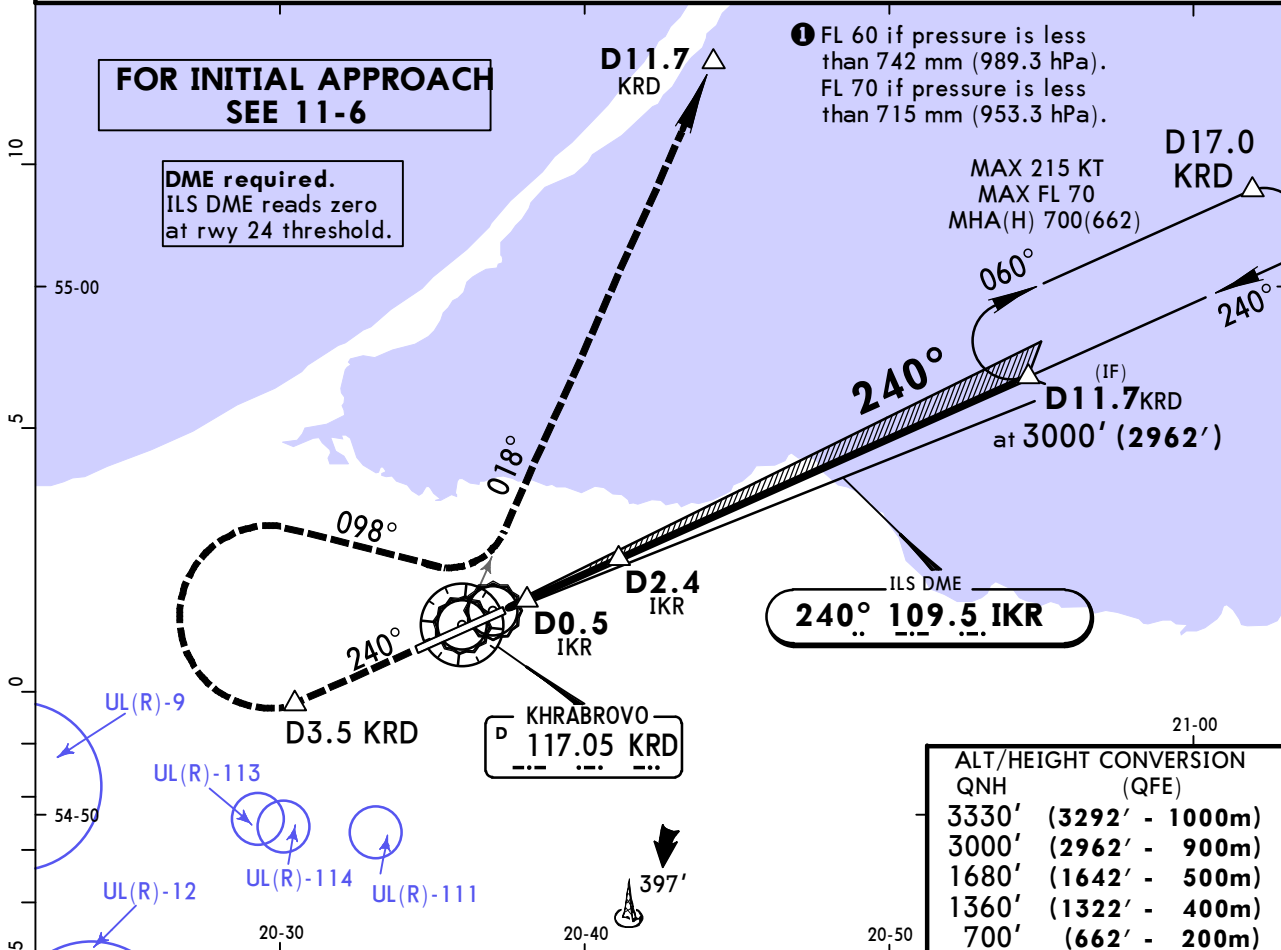 D11.7
KRD
❶ FL 60 if pressure is less
than 742 mm (989.3 hPa).
FL 70 if pressure is less
than 715 mm (953.3 hPa).
FOR INITIAL APPROACH
SEE 11-6
DME required.
ILS DME reads zero
at rwy 24 threshold.
10
D17.0
KRD
MAX 215 KT
MAX FL 70
MHA(H) 700(662)
060°
55-00
240°
240°
(IF)
D11.7 KRD
at 3000' (2962')
5
018°
098°
D2.4
IKR
ILS DME
240° 109.5 IKR
D0.5
IKR
240°
0
UL(R)-9
D3.5 KRD
KHRABROVO
D 117.05 KRD
21-00
UL(R)-113
54-50
UL(R)-114
UL(R)-111
UL(R)-12
397'
ALT/HEIGHT CONVERSION
QNH (QFE)
3330' (3292' - 1000m)
3000' (2962' - 900m)
1680' (1642' - 500m)
1360' (1322' - 400m)
700' (662' - 200m)
5
20-30
20-40
20-50